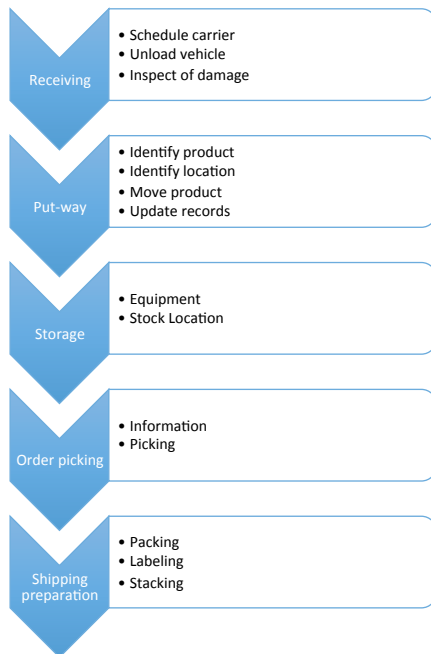 Receiving
• Schedule carrier
• Unload vehicle
• Inspect of damage
Put-way
• Identify product
• Identify location
• Move product
• Update records
Storage
• Equipment
• Stock Location
Order picking
• Information
• Picking
Shipping
preparation
• Packing
• Labeling
• Stacking